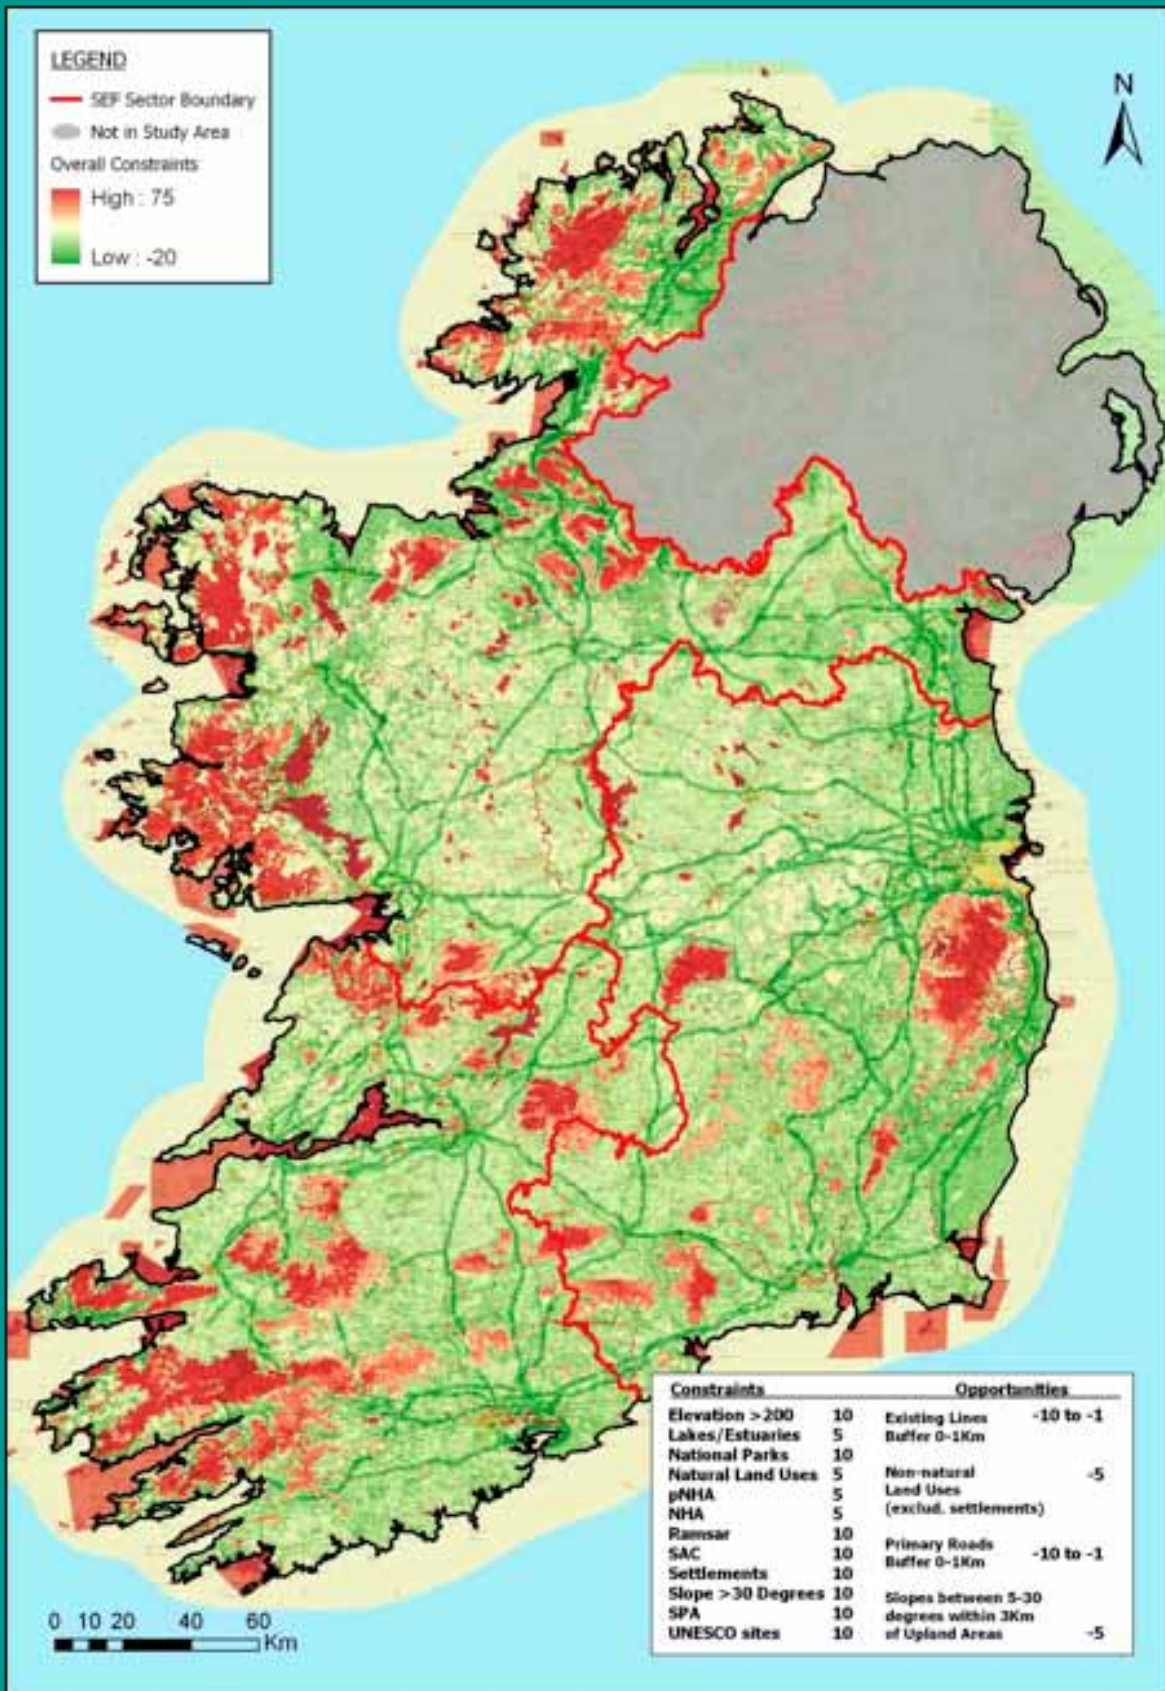 LEGEND
SEF Sector Boundary
Not in Study Area
Overall Constraints
High : 75
Low : -20
N
0 10 20 40 60
Km
Constraints
Elevation >200 10
Lakes/Estuaries 5
National Parks 10
Natural Land Uses 5
pNHA 5
NHA 5
Ramsar 10
SAC 10
Settlements 10
Slope >30 Degrees 10
SPA 10
UNESCO sites 10
Opportunities
Existing Lines -10 to -1
Buffer 0-1Km
Non-natural -5
Land Uses
(exclud. settlements)
Primary Roads
Buffer 0-1Km -10 to -1
Slopes between 5-30
degrees within 3Km
of Upland Areas -5